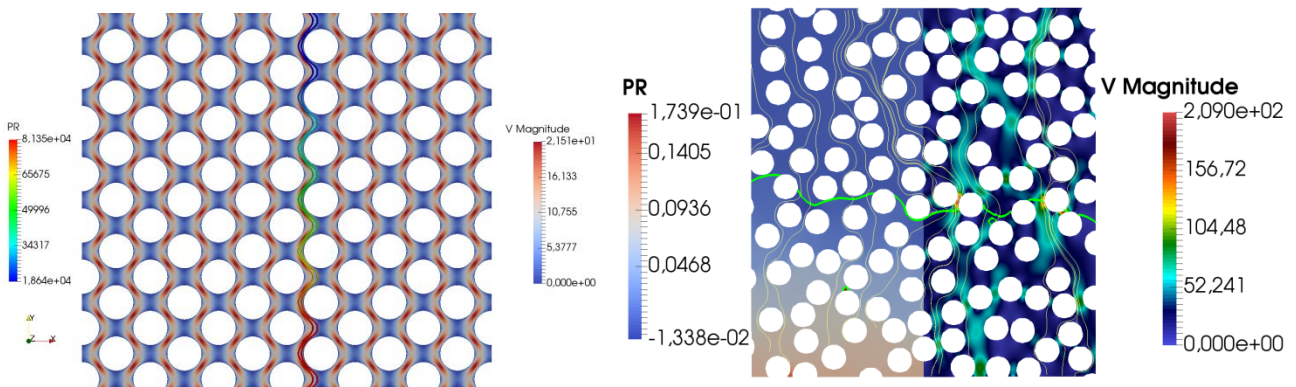 PR
8,135e+04
65675
49996
34317
1,864e+04
Y
Z
X
V Magnitude
2,151e+01
16,133
10,755
5,3777
0,000e+00
PR
1,739e-01
0,1405
0,0936
0,0468
-1,338e-02
V Magnitude
2,090e+02
156,72
104,48
52,241
0,000e+00